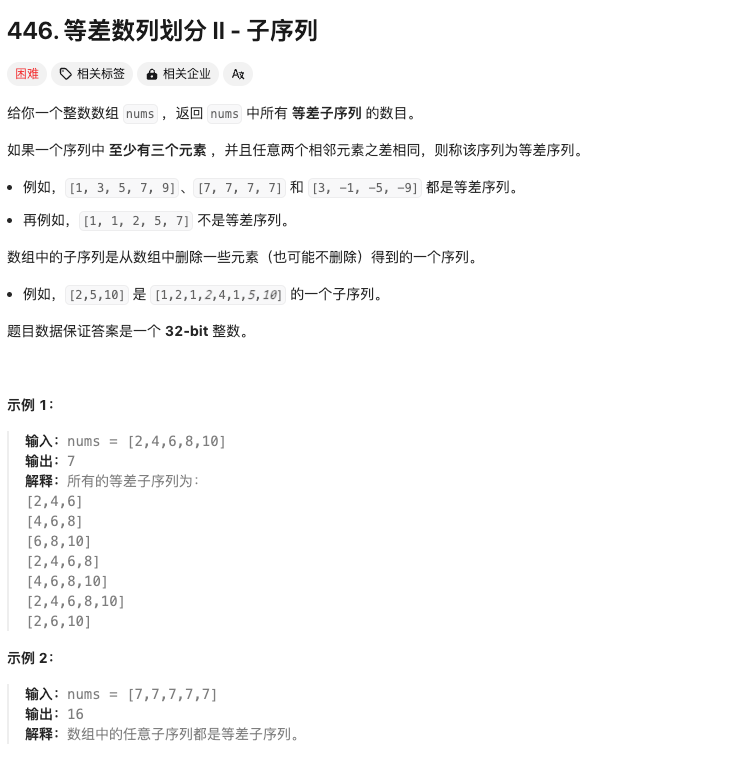 446. 等差数列划分 II - 子序列
困难 相关标签 相关企业 Aあ
给你一个整数数组 nums ，返回 nums 中所有 等差子序列 的数目。
如果一个序列中 至少有三个元素 ，并且任意两个相邻元素之差相同，则称该序列为等差序列。
• 例如，[1, 3, 5, 7, 9]、[7, 7, 7, 7] 和 [3, -1, -5, -9] 都是等差序列。
• 再例如，[1, 1, 2, 5, 7] 不是等差序列。
数组中的子序列是从数组中删除一些元素（也可能不删除）得到的一个序列。
• 例如，[2,5,10] 是 [1,2,1,2,4,1,5,10] 的一个子序列。
题目数据保证答案是一个 32-bit 整数。
示例 1：
输入：nums = [2,4,6,8,10]
输出：7
解释：所有的等差子序列为：
[2,4,6]
[4,6,8]
[6,8,10]
[2,4,6,8]
[4,6,8,10]
[2,4,6,8,10]
[2,6,10]
示例 2：
输入：nums = [7,7,7,7,7]
输出：16
解释：数组中的任意子序列都是等差子序列。